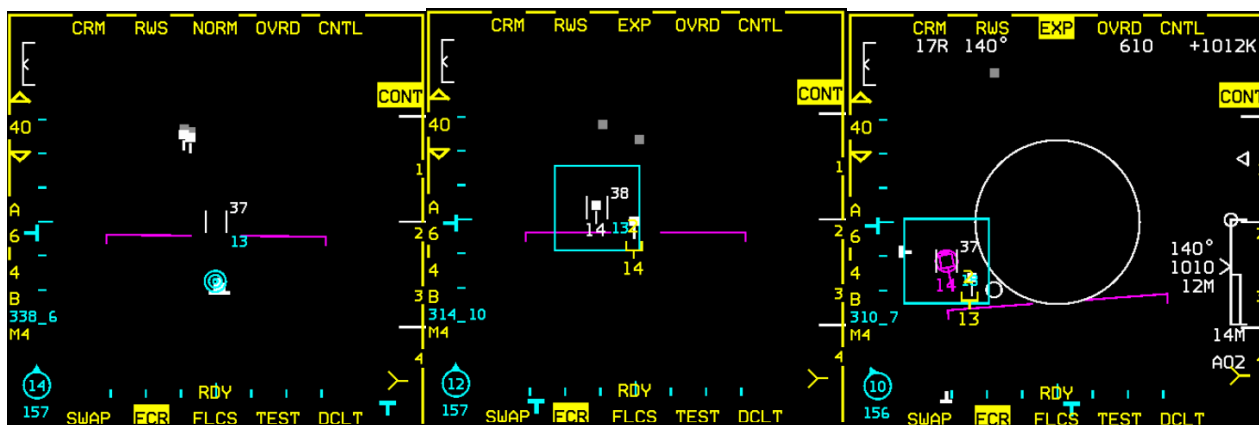 CRM RWS NORM OVRD CNTL
CONT
40
1
37
A
6
13
2
4
3
B
338_6
M4
4
14
157
RDY
SWAP FCR FLCS TEST DCLT
CRM RWS EXP OVRD CNTL
CONT
40
1
38
A
14
13
2
6
4
14
3
B
314_10
M4
4
12
157
RDY
SWAP FCR FLCS TEST DCLT
CRM RWS EXP OVRD CNTL
17R 140° 610 +1012K
CONT
40
A
6
37
140°
4
14
1010
12M
B
13
310_7
14M
M4
A02
10
156
RDY
SWAP FCR FLCS TEST DCLT